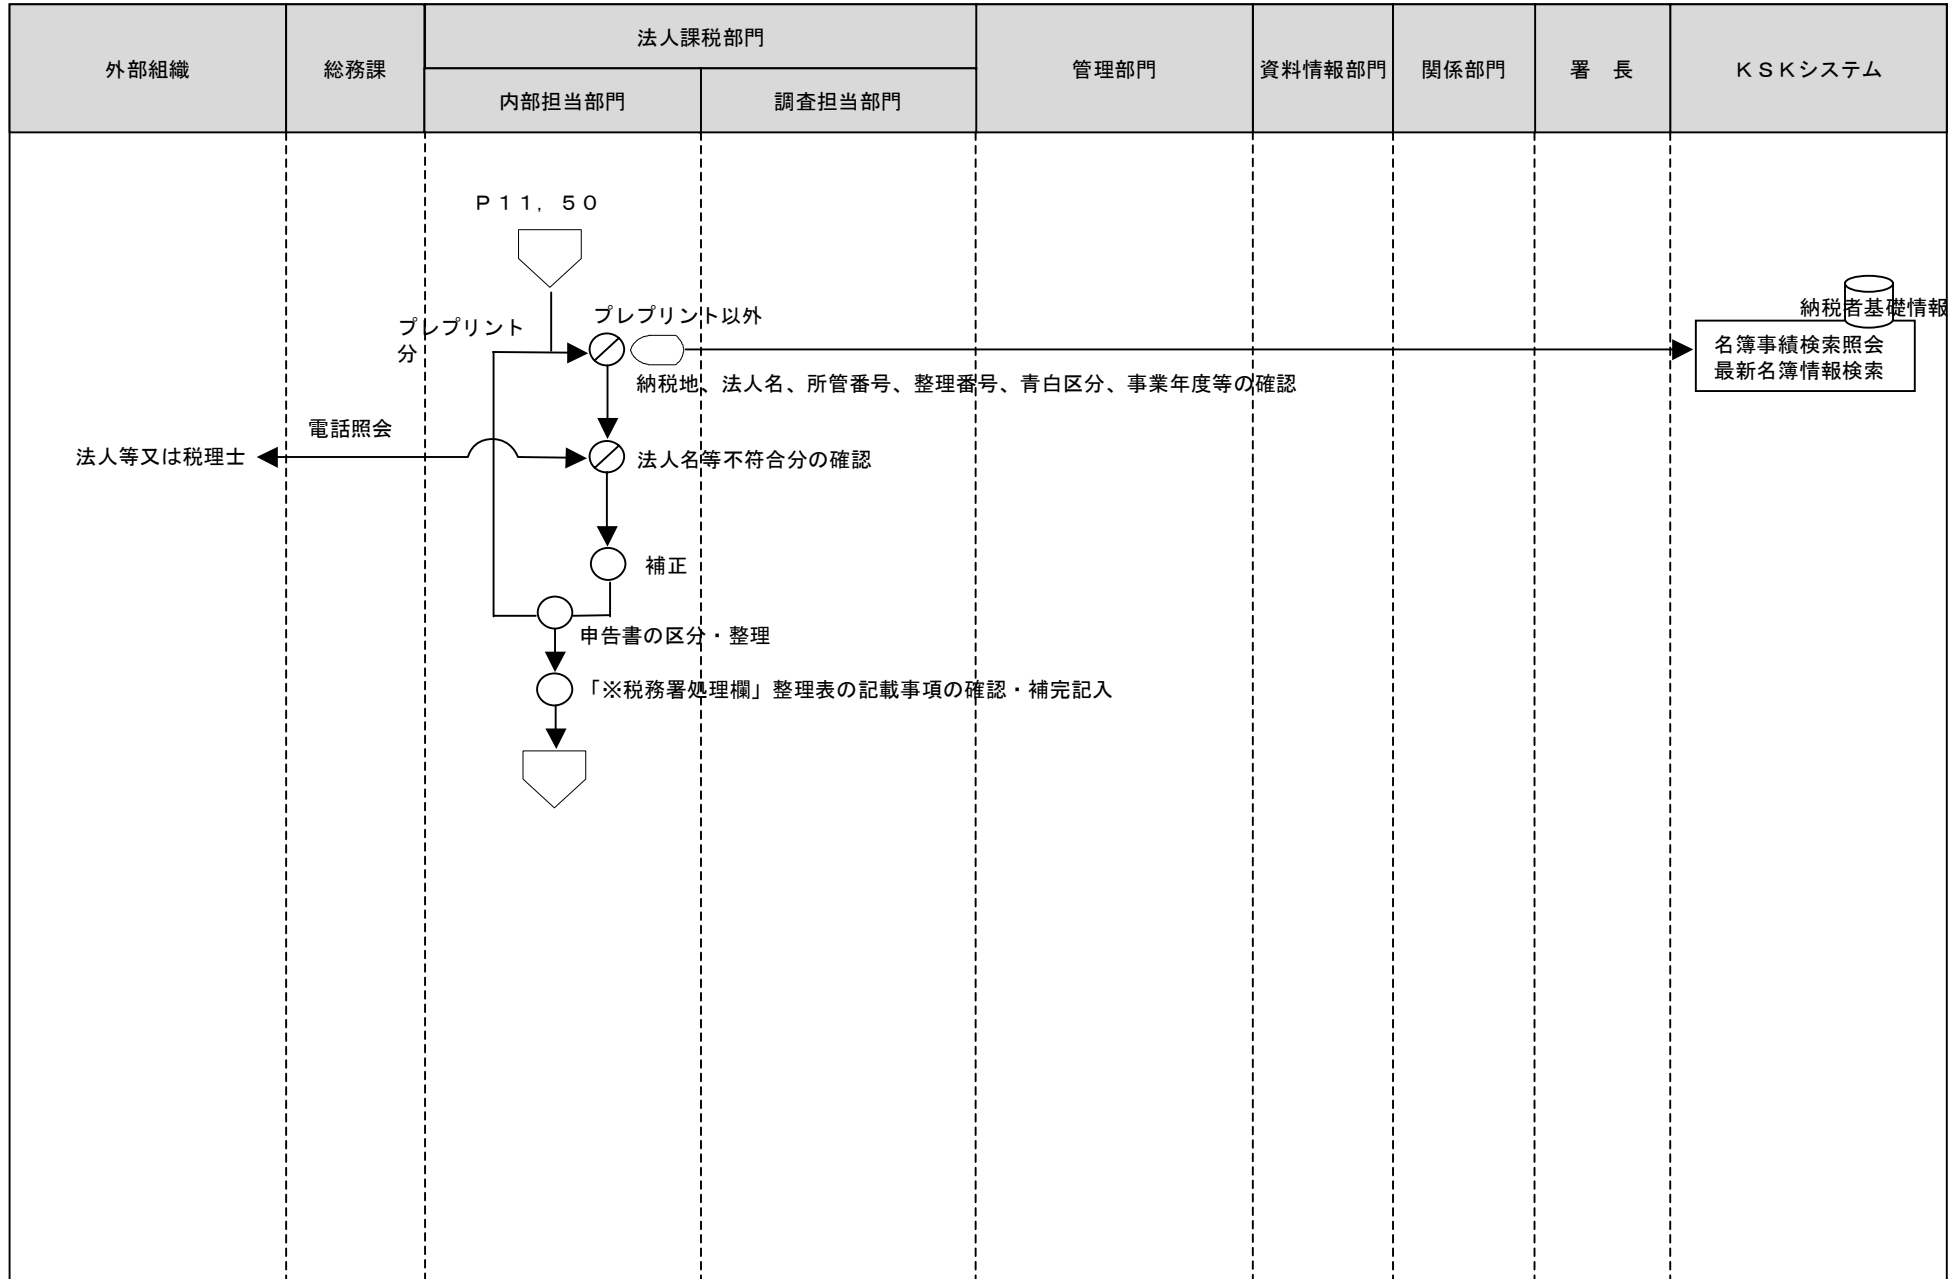 外部組織
総務課
法人課税部門
内部担当部門
調査担当部門
管理部門
資料情報部門
関係部門
署　長
ＫＳＫシステム
Ｐ１１，５０
プレプリント
分
プレプリント以外
納税者基礎情報
名簿事績検索照会
最新名簿情報検索
納税地、法人名、所管番号、整理番号、青白区分、事業年度等の確認
電話照会
法人等又は税理士
法人名等不符合分の確認
補正
申告書の区分・整理
「※税務署処理欄」整理表の記載事項の確認・補完記入